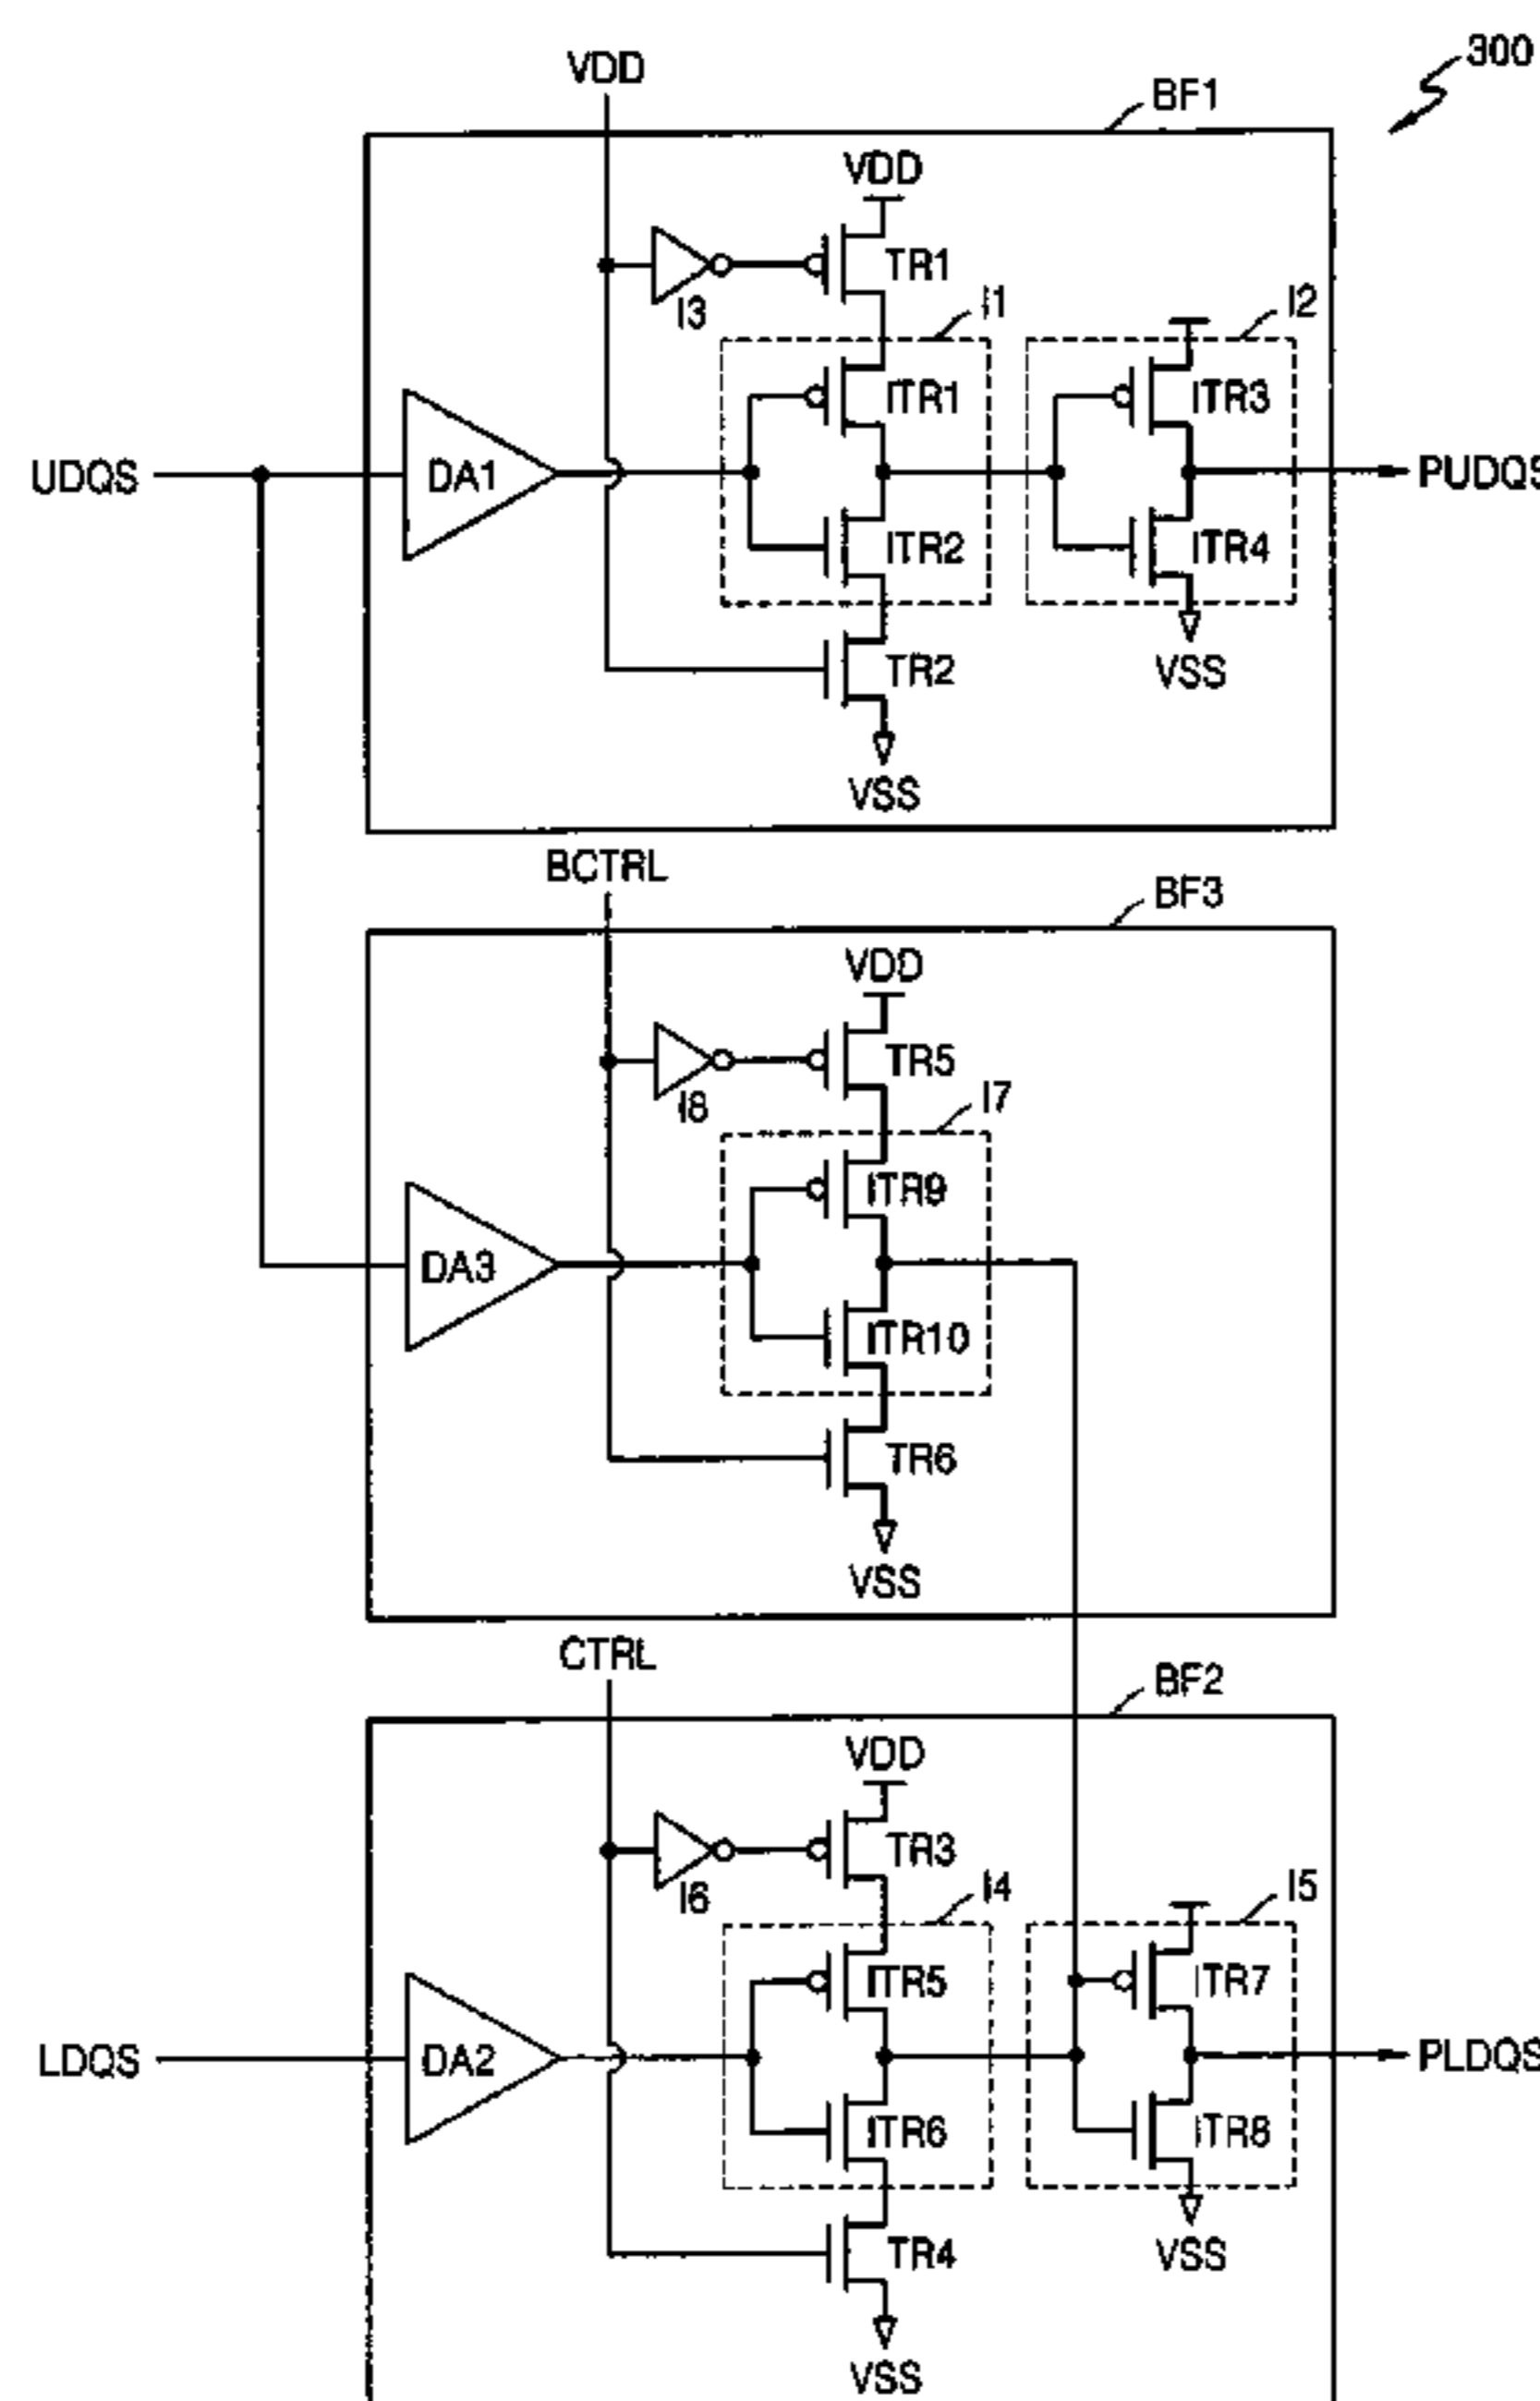 300
VDD
BF1
VDD
TR1
I3
I1
I2
ITR1
ITR3
UDQS
DA1
PUDQS
ITR2
ITR4
TR2
VSS
VSS
BCTRL
BF3
VDD
TR5
I8
I7
ITR9
DA3
ITR10
TR6
VSS
CTRL
BF2
VDD
TR3
I6
I4
I5
ITR5
ITR7
LDQS
DA2
PLDQS
ITR6
ITR8
TR4
VSS
VSS